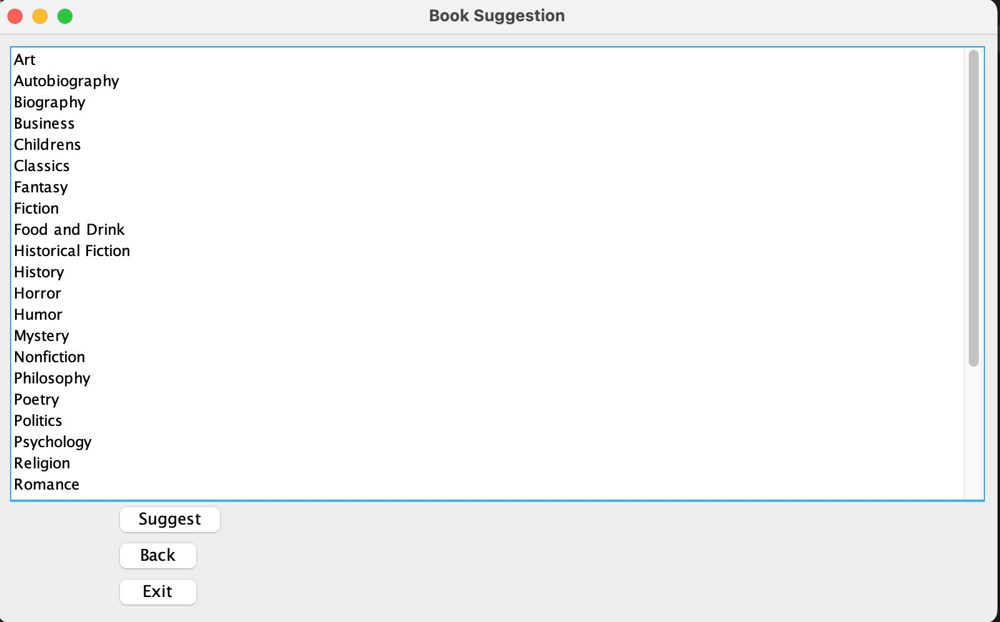 Book Suggestion
Art
Autobiography
Biography
Business
Childrens
Classics
Fantasy
Fiction
Food and Drink
Historical Fiction
History
Horror
Humor
Mystery
Nonfiction
Philosophy
Poetry
Politics
Psychology
Religion
Romance
Suggest
Back
Exit